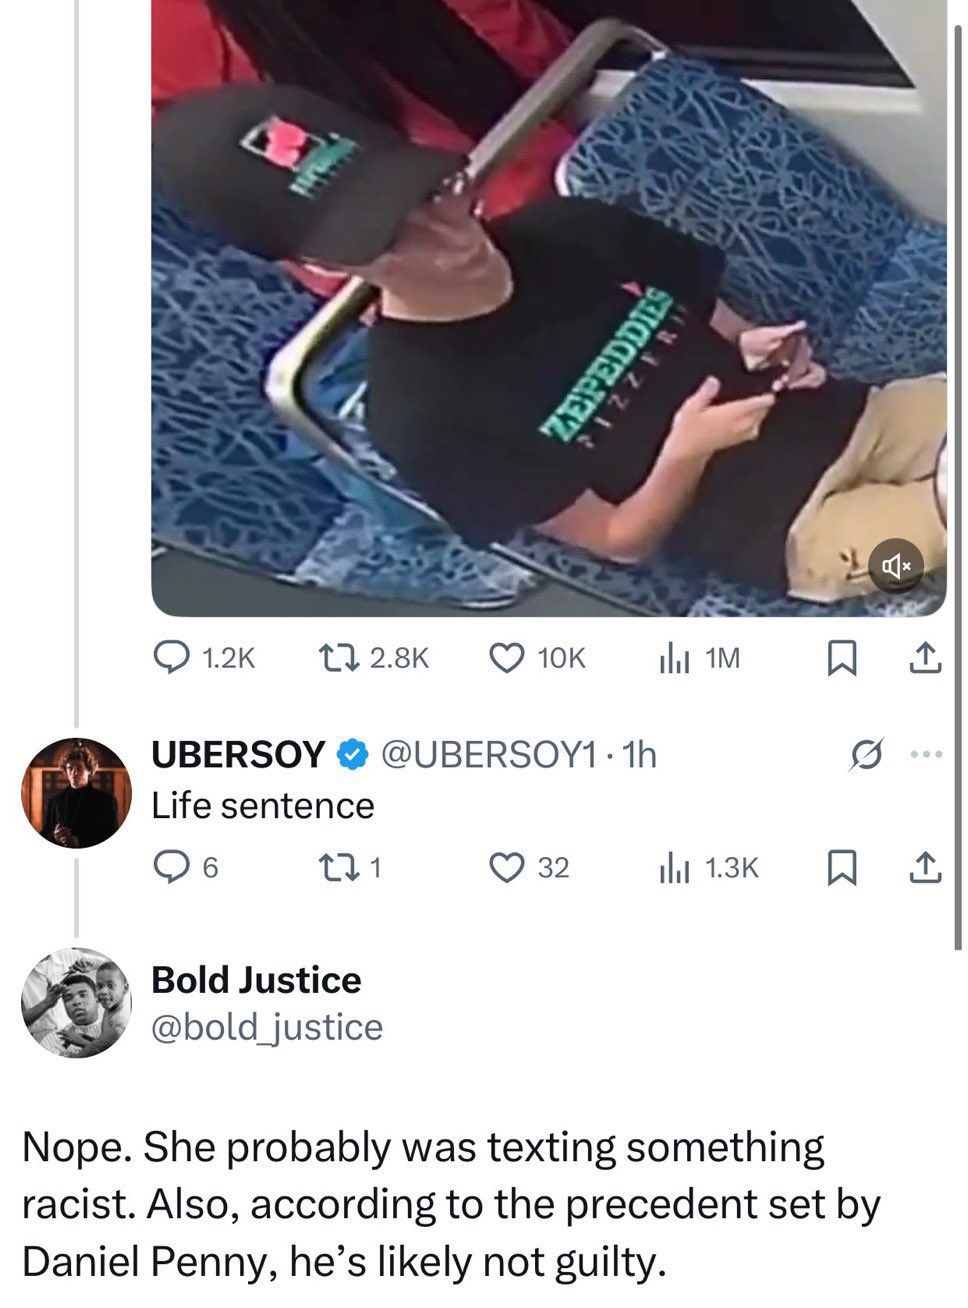 ZEPEDDIES
PIZZERI
1.2K 2.8K 10K 1M
UBERSOY @UBERSOY1 · 1h
Life sentence
6 1 32 1.3K
Bold Justice
@bold_justice
Nope. She probably was texting something
racist. Also, according to the precedent set by
Daniel Penny, he’s likely not guilty.